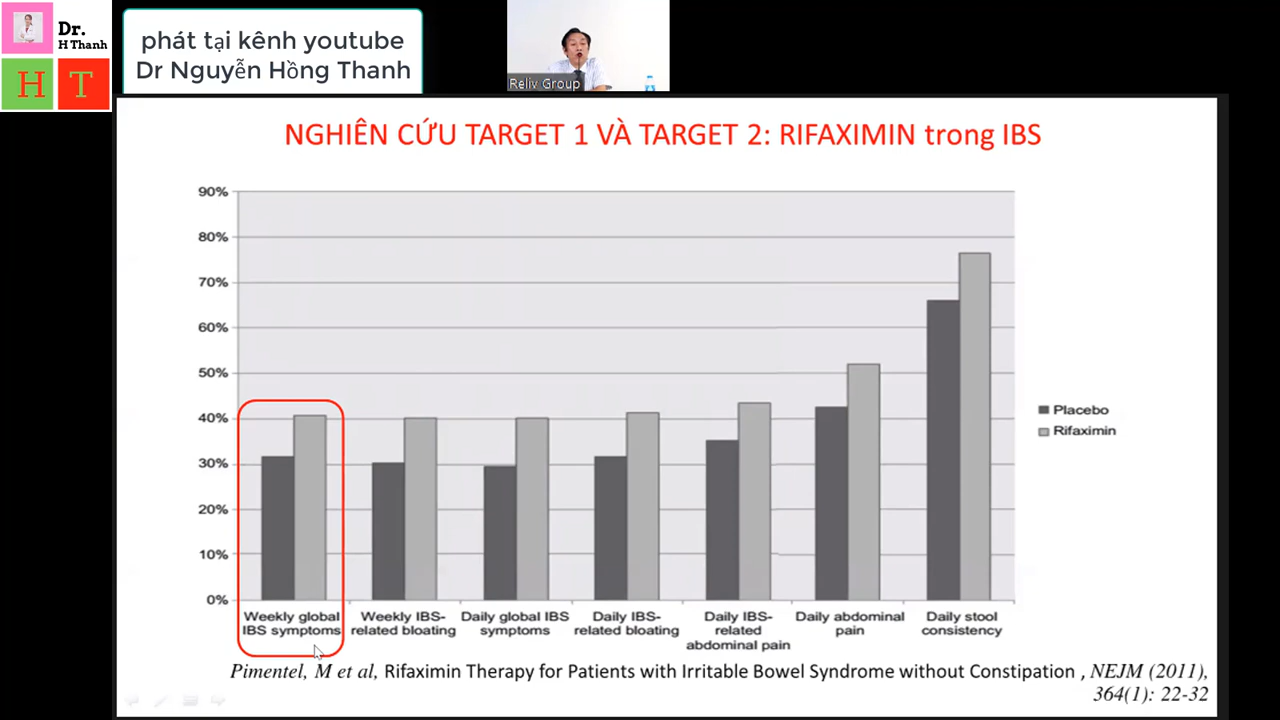 Dr.
H Thanh
H T
phát tại kênh youtube
Dr Nguyễn Hồng Thanh
Reliv Group
NGHIÊN CỨU TARGET 1 VÀ TARGET 2: RIFAXIMIN trong IBS
90%
80%
70%
60%
50%
40%
30%
20%
10%
0%
Placebo
Rifaximin
Weekly global
IBS symptoms
Weekly IBS-
related bloating
Daily global IBS
symptoms
Daily IBS-
related bloating
Daily IBS-
related
abdominal pain
Daily abdominal
pain
Daily stool
consistency
Pimentel, M et al, Rifaximin Therapy for Patients with Irritable Bowel Syndrome without Constipation , NEJM (2011),
364(1): 22-32